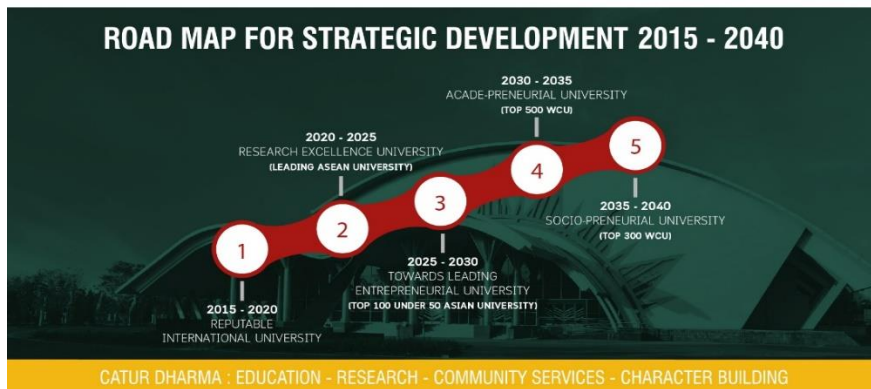 ROAD MAP FOR STRATEGIC DEVELOPMENT 2015 - 2040
1
2015 - 2020
REPUTABLE
INTERNATIONAL UNIVERSITY
2020 - 2025
RESEARCH EXCELLENCE UNIVERSITY
(LEADING ASEAN UNIVERSITY)
2
3
2025 - 2030
TOWARDS LEADING
ENTREPRENEURIAL UNIVERSITY
(TOP 100 UNDER 50 ASIAN UNIVERSITY)
2030 - 2035
ACADE-PRENEURIAL UNIVERSITY
(TOP 500 WCU)
4
5
2035 - 2040
SOCIO-PRENEURIAL UNIVERSITY
(TOP 300 WCU)
CATUR DHARMA : EDUCATION - RESEARCH - COMMUNITY SERVICES - CHARACTER BUILDING